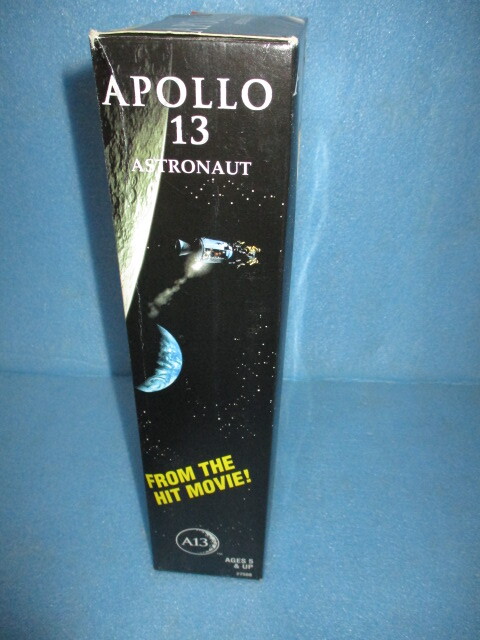 APOLLO
13
ASTRONAUT
FROM THE
HIT MOVIE!
A13
AGES 5
& UP